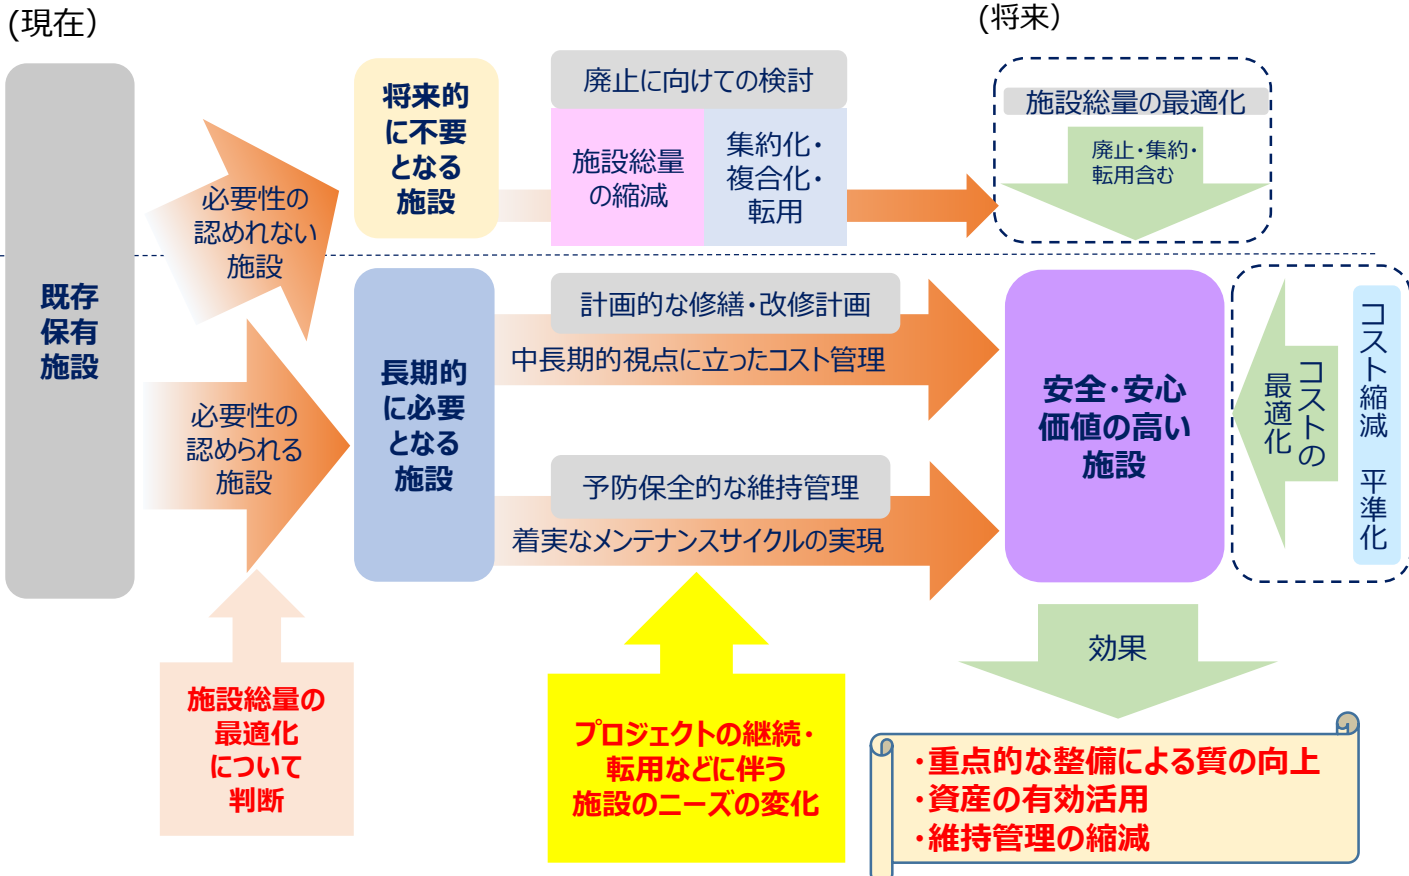 (現在）
(将来）
既存
保有
施設
必要性の
認めれない
施設
必要性の
認められる
施設
施設総量の
最適化
について
判断
将来的
に不要
となる
施設
廃止に向けての検討
施設総量
の縮減
集約化・
複合化・
転用
施設総量の最適化
廃止・集約・
転用含む
長期的
に必要
となる
施設
計画的な修繕・改修計画
中長期的視点に立ったコスト管理
予防保全的な維持管理
着実なメンテナンスサイクルの実現
プロジェクトの継続・
転用などに伴う
施設のニーズの変化
安全・安心
価値の高い
施設
コストの
最適化
コスト縮減　平準化
効果
・重点的な整備による質の向上
・資産の有効活用
・維持管理の縮減